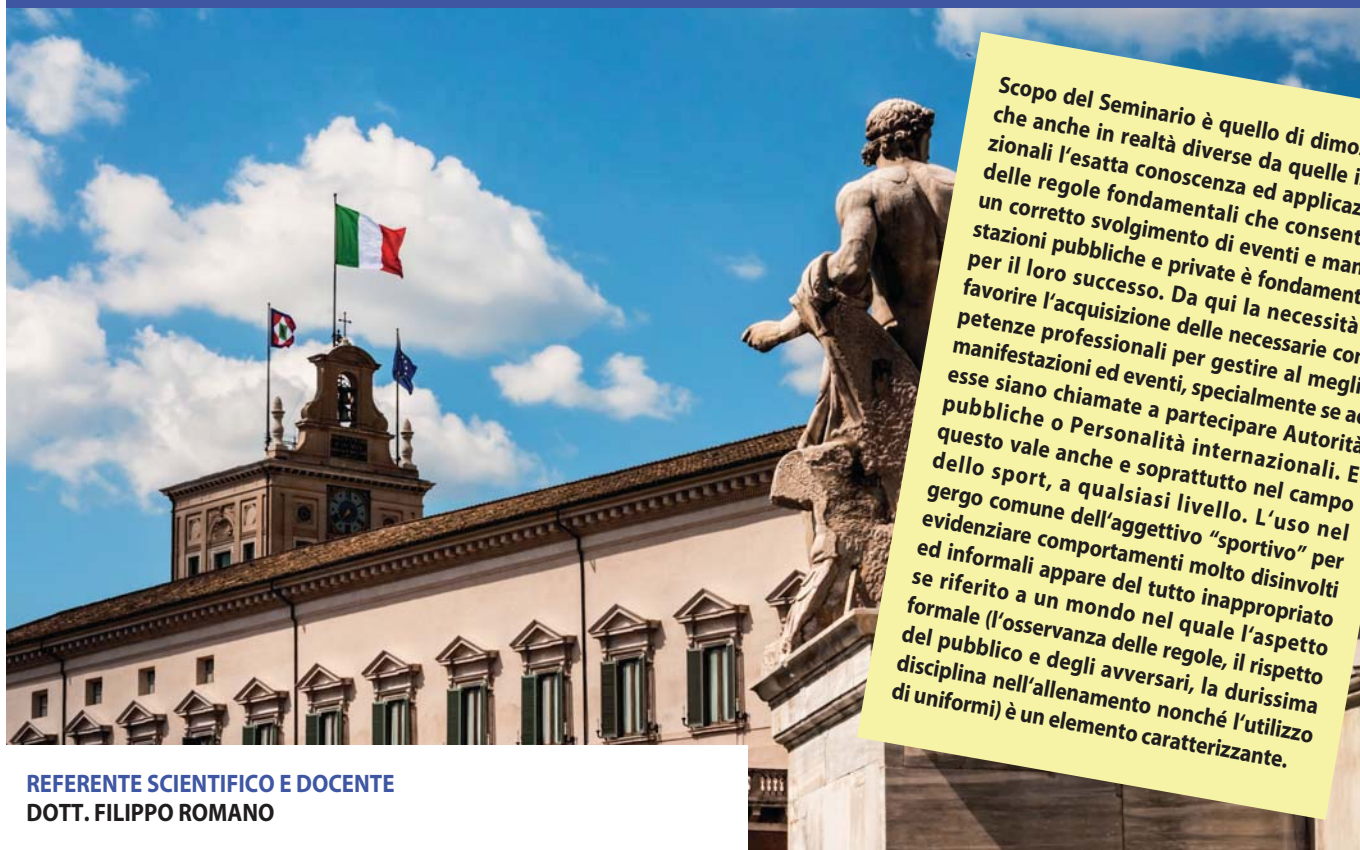 Scopo del Seminario è quello di dimo
che anche in realtà diverse da quelle i
zionali l'esatta conoscenza ed applicaz
delle regole fondamentali che consent
un corretto svolgimento di eventi e man
stazioni pubbliche e private è fondament
per il loro successo. Da qui la necessità
favorire l'acquisizione delle necessarie con
petenze professionali per gestire al megli
manifestazioni ed eventi, specialmente se ad
esse siano chiamate a partecipare Autorità
pubbliche o Personalità internazionali. E
questo vale anche e soprattutto nel campo
dello sport, a qualsiasi livello. L'uso nel
gergo comune dell'aggettivo "sportivo" per
evidenziare comportamenti molto disinvolti
ed informali appare del tutto inappropriato
se riferito a un mondo nel quale l'aspetto
formale (l'osservanza delle regole, il rispetto
del pubblico e degli avversari, la durissima
disciplina nell'allenamento nonché l'utilizzo
di uniformi) è un elemento caratterizzante.
REFERENTE SCIENTIFICO E DOCENTE
DOTT. FILIPPO ROMANO